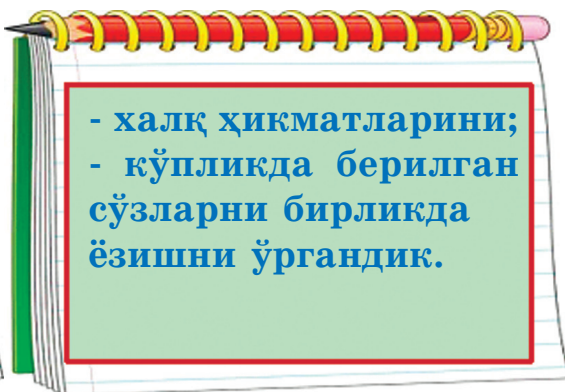 - халқ ҳикматларини;
- кўпликда берилган
сўзларни бирликда
ёзишни ўргандик.